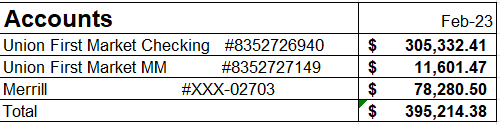 Accounts Feb-23
Union First Market Checking #8352726940 $ 305,332.41
Union First Market MM #8352727149 $ 11,601.47
Merrill #XXX-02703 $ 78,280.50
Total $ 395,214.38